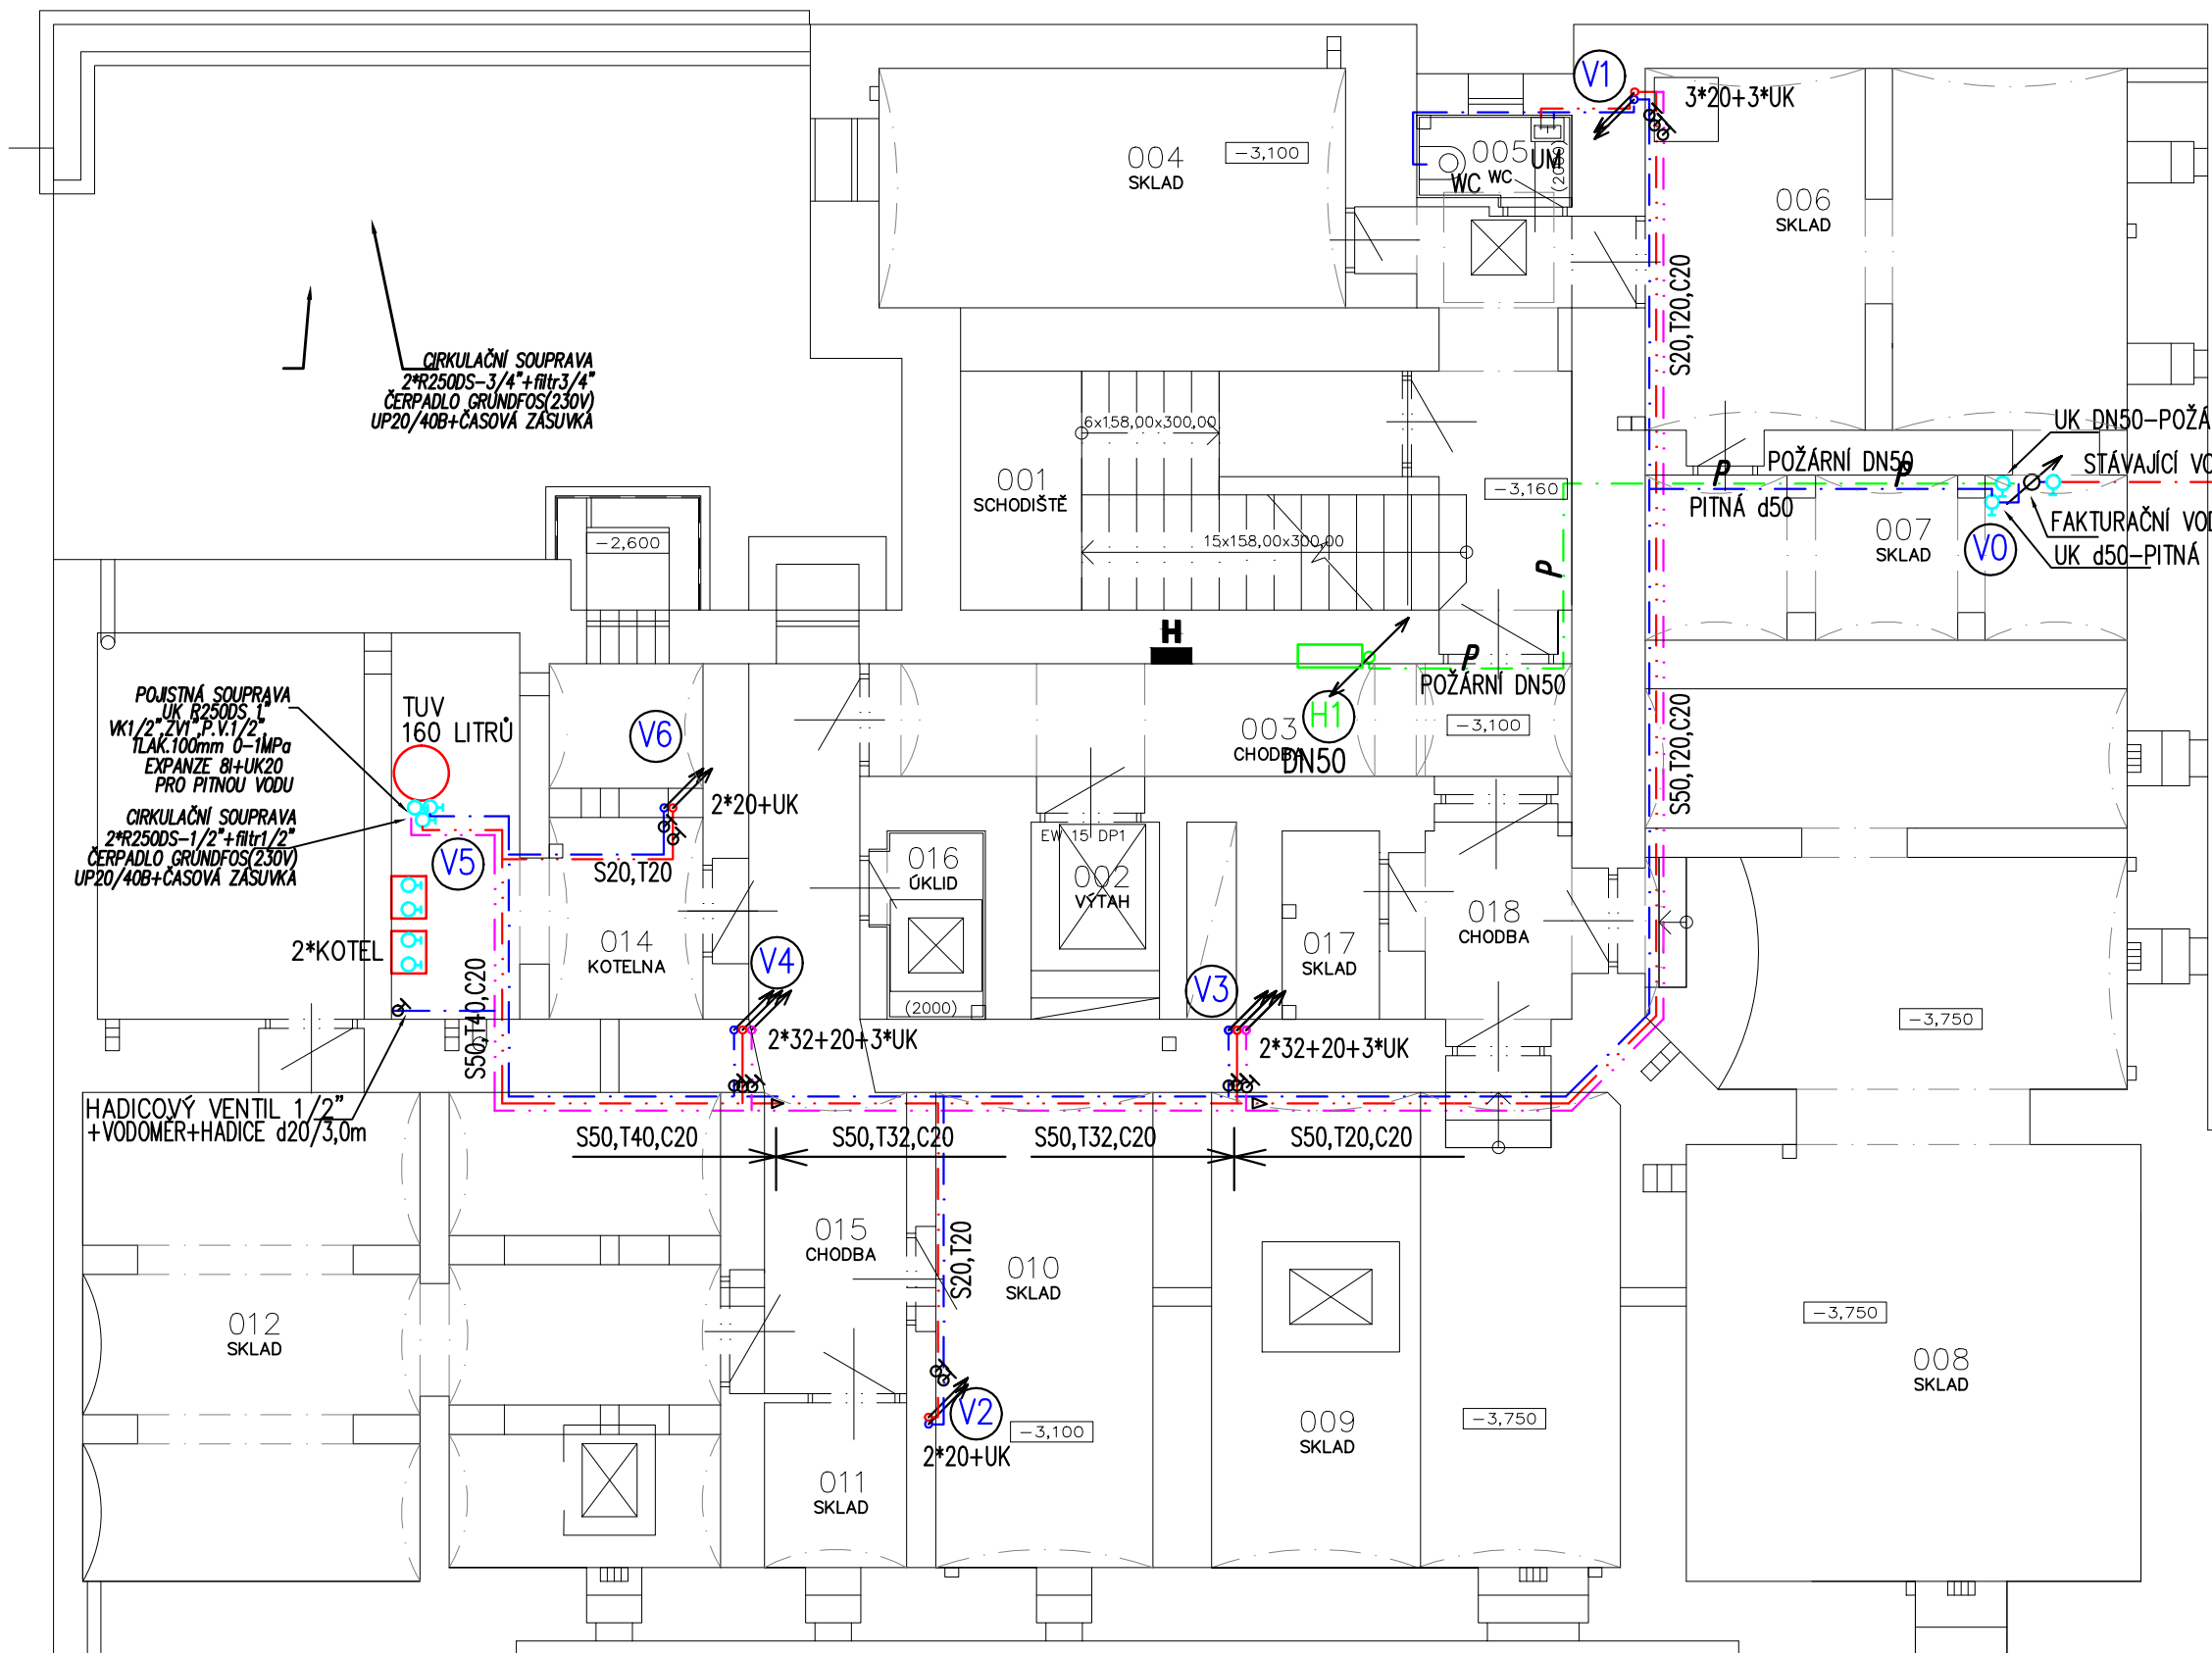 V1
3*20+3*UK
004
SKLAD
-3,100
005
UM
WC
WC
006
SKLAD
S20,T20,C20
CIRKULAČNÍ SOUPRAVA
2*R250DS-3/4"+filtr3/4"
ČERPADLO GRUNDFOS(230V)
UP20/40B+ČASOVÁ ZÁSUVKA
6x158,00x300,00
001
SCHODIŠTĚ
-3,160
15x158,00x300,00
P
POŽÁRNÍ DN50
P
PITNÁ d50
007
SKLAD
V0
UK DN50-POŽÁ
STÁVAJÍCÍ VO
FAKTURAČNÍ VOD
UK d50-PITNÁ
-2,600
P
H
P
POŽÁRNÍ DN50
H1
003
CHODBA
DN50
-3,100
S50,T20,C20
POJISTNÁ SOUPRAVA
UK R250DS 1"
VK1/2",ZV1",P.V.1/2",
TLAK.100mm 0-1MPa
EXPANZE 8l+UK20
PRO PITNOU VODU
TUV
160 LITRŮ
V6
2*20+UK
CIRKULAČNÍ SOUPRAVA
2*R250DS-1/2"+filtr1/2"
ČERPADLO GRUNDFOS(230V)
UP20/40B+ČASOVÁ ZÁSUVKA
V5
S20,T20
016
ÚKLID
(2000)
EW 15 DP1
002
VÝTAH
017
SKLAD
018
CHODBA
014
KOTELNA
2*KOTEL
S50,T40,C20
V4
2*32+20+3*UK
V3
2*32+20+3*UK
-3,750
HADICOVÝ VENTIL 1/2"
+VODOMĚR+HADICE d20/3,0m
S50,T40,C20
S50,T32,C20
S50,T32,C20
S50,T20,C20
015
CHODBA
S20,T20
010
SKLAD
012
SKLAD
-3,750
008
SKLAD
V2
-3,100
2*20+UK
009
SKLAD
-3,750
011
SKLAD